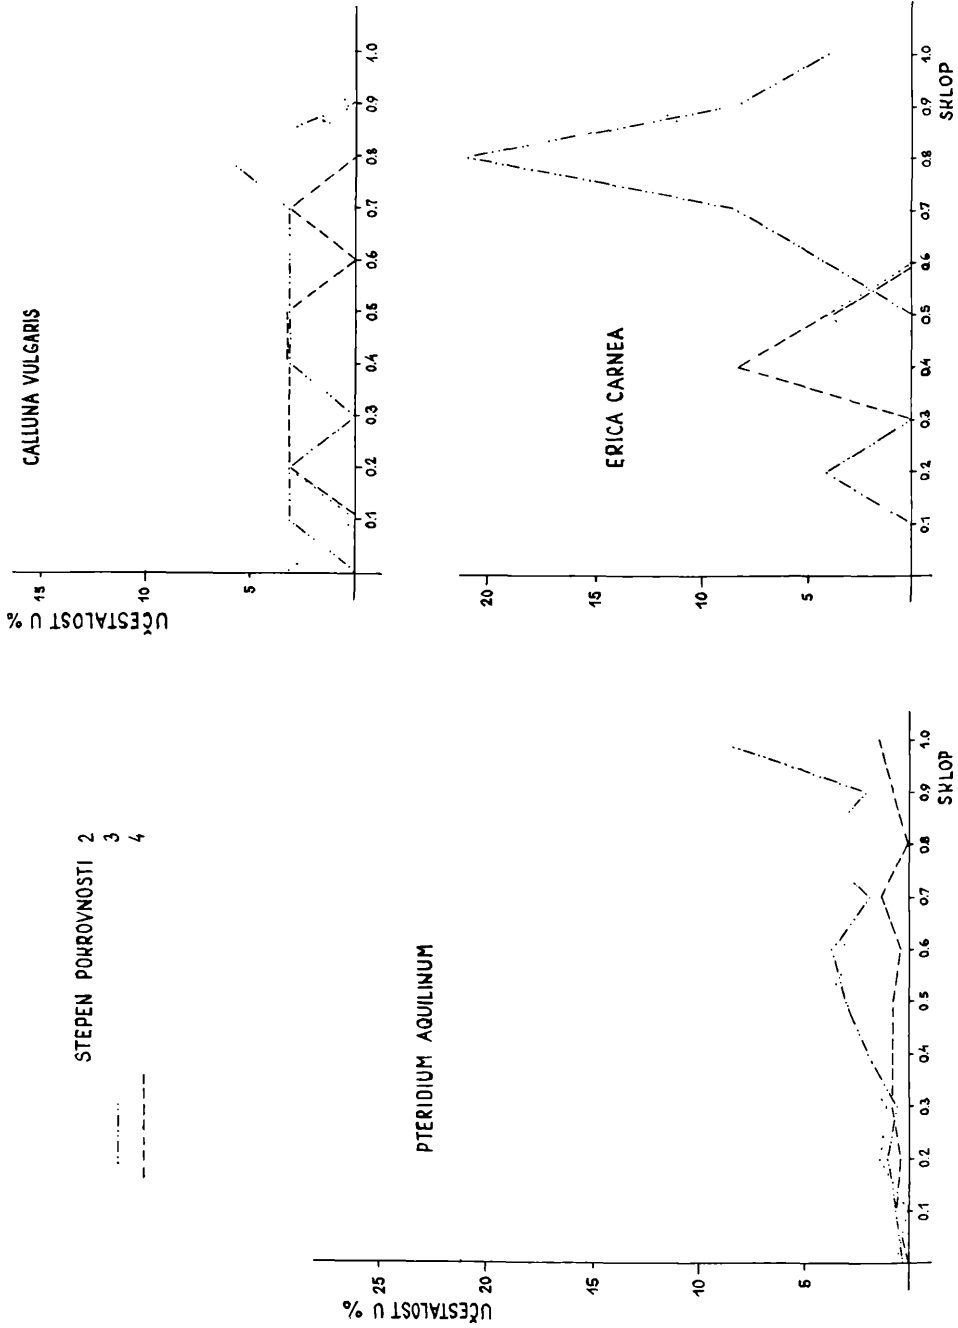 STEPEN POKROVNOSTI 2
3
4
PTERIDIUM AQUILINUM
UČESTALOST U %
25
20
15
10
5
0.1 0.2 0.3 0.4 0.5 0.6 0.7 0.8 0.9 1.0
SKLOP
CALLUNA VULGARIS
UČESTALOST U %
15
10
5
0.1 0.2 0.3 0.4 0.5 0.6 0.7 0.8 0.9 1.0
ERICA CARNEA
20
15
10
5
0.1 0.2 0.3 0.4 0.5 0.6 0.7 0.8 0.9 1.0
SKLOP